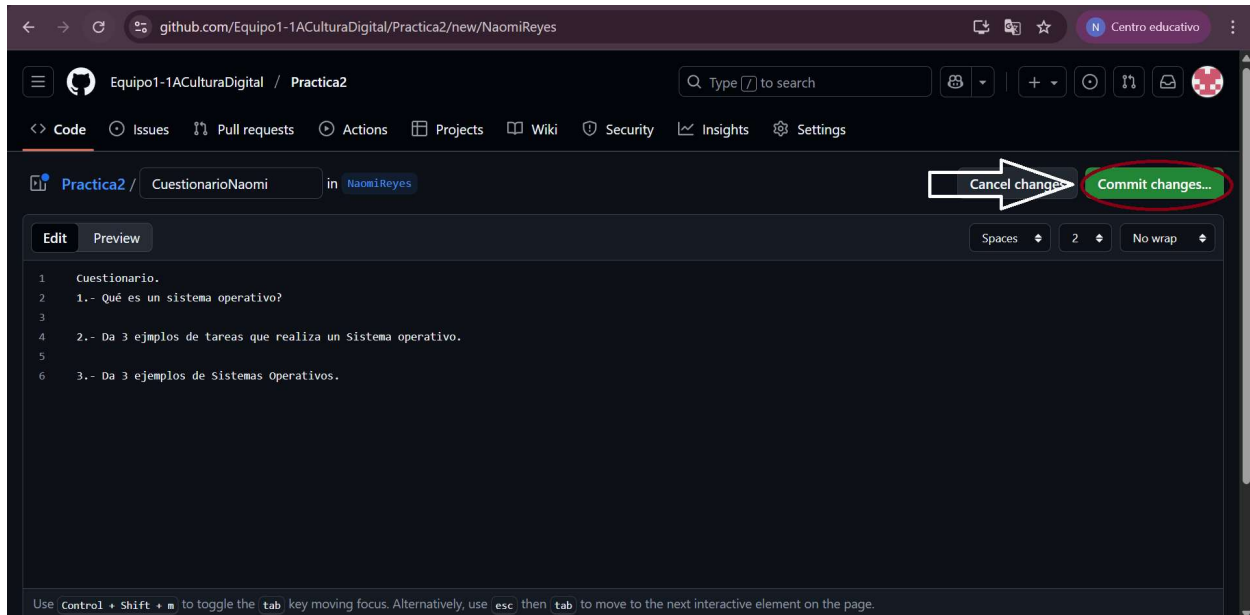 github.com/Equipo1-1ACulturaDigital/Practica2/new/NaomiReyes
N Centro educativo
Equipo1-1ACulturaDigital / Practica2
Type / to search
<> Code Issues Pull requests Actions Projects Wiki Security Insights Settings
Practica2 / CuestionarioNaomi in NaomiReyes
Cancel changes Commit changes...
Edit Preview
Spaces 2 No wrap
1 Cuestionario.
2 1.- Qué es un sistema operativo?
3
4 2.- Da 3 ejmplos de tareas que realiza un Sistema operativo.
5
6 3.- Da 3 ejemplos de Sistemas Operativos.
Use Control + Shift + m to toggle the tab key moving focus. Alternatively, use esc then tab to move to the next interactive element on the page.